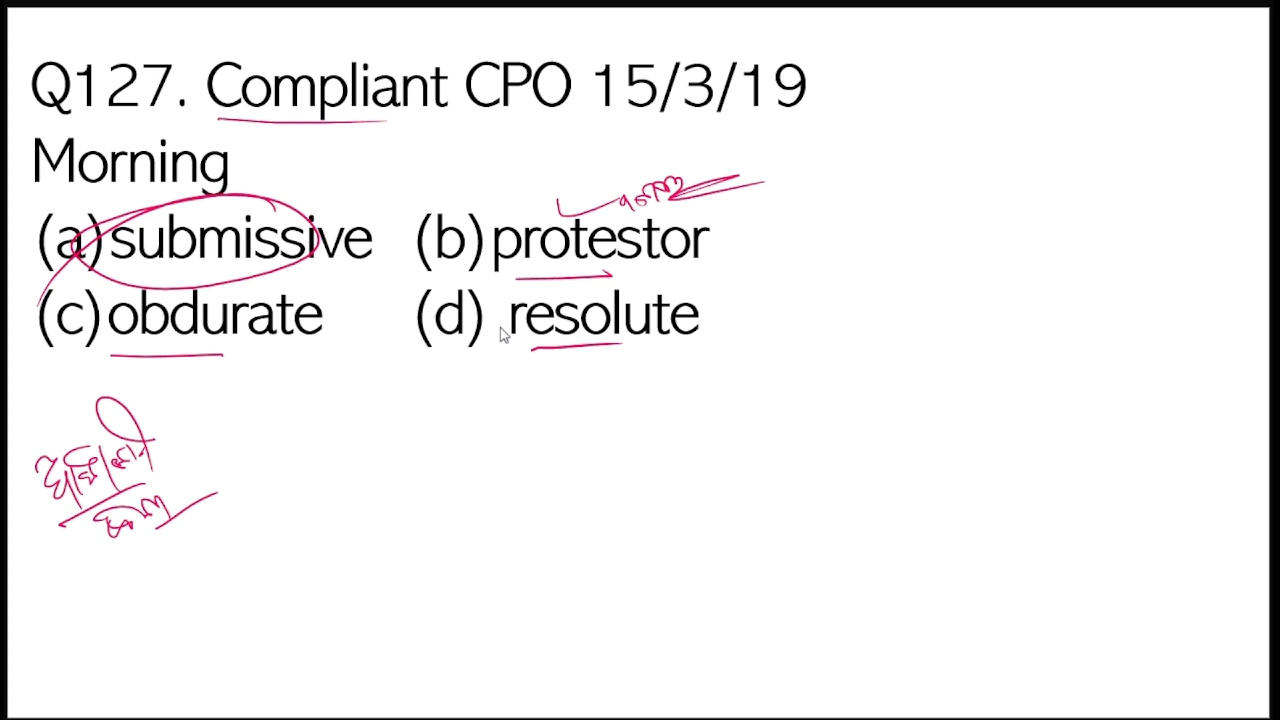 Q127. Compliant CPO 15/3/19
Morning
(a) submissive (b) protestor
(c) obdurate (d) resolute